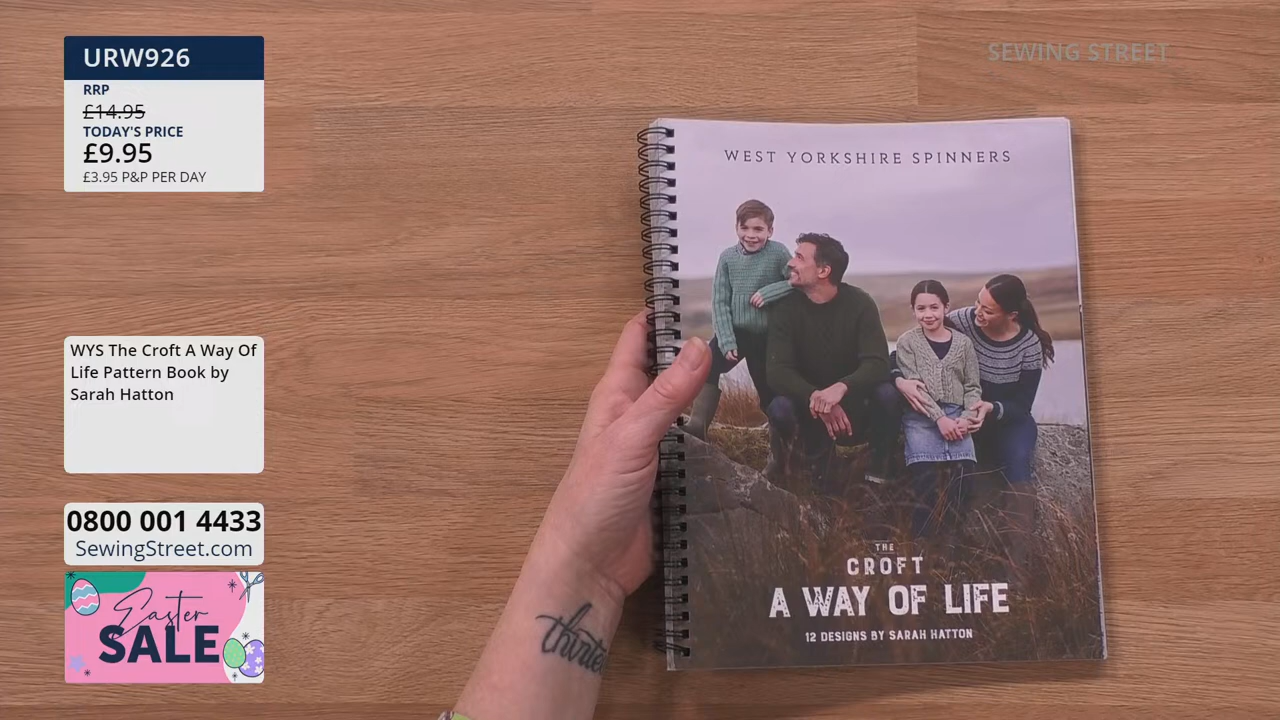 URW926
RRP
£14.95
TODAY'S PRICE
£9.95
£3.95 P&P PER DAY
WYS The Croft A Way Of
Life Pattern Book by
Sarah Hatton
0800 001 4433
SewingStreet.com
Easter
SALE
SEWING STREET
WEST YORKSHIRE SPINNERS
THE
CROFT
A WAY OF LIFE
12 DESIGNS BY SARAH HATTON